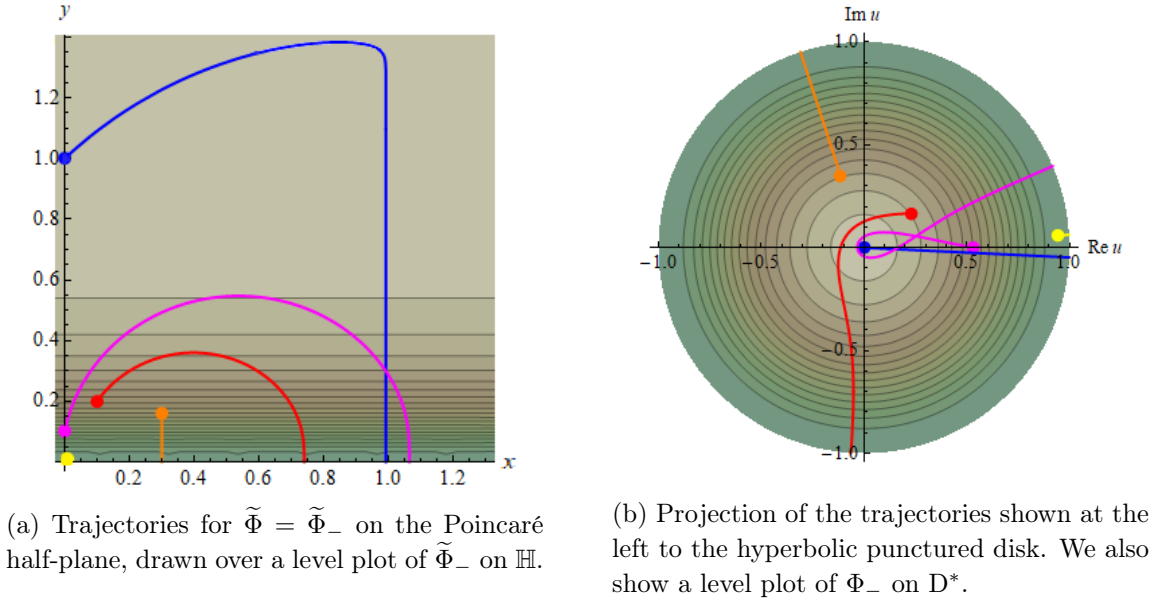 y
1.2
1.0
0.8
0.6
0.4
0.2
0.2 0.4 0.6 0.8 1.0 1.2 x
(a) Trajectories for Φ̃ = Φ̃₋ on the Poincaré
half-plane, drawn over a level plot of Φ̃₋ on ℍ.
Im u
1.0
0.5
−1.0 −0.5 0.5 1.0 Re u
−0.5
−1.0
(b) Projection of the trajectories shown at the
left to the hyperbolic punctured disk. We also
show a level plot of Φ₋ on D*.